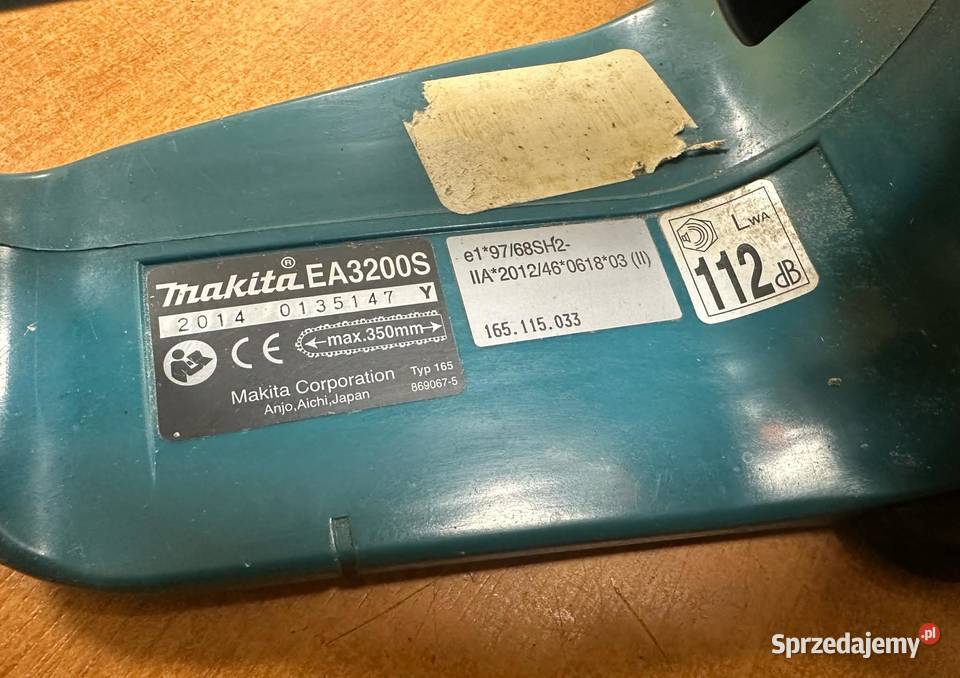 makita® EA3200S
2014 0135147 Y
CE max.350mm
Makita Corporation Typ 165
Anjo,Aichi,Japan 869067-5
e1*97/68SH2-
IIA*2012/46*0618*03 (II)
165.115.033
LWA
112dB
Sprzedajemy.pl